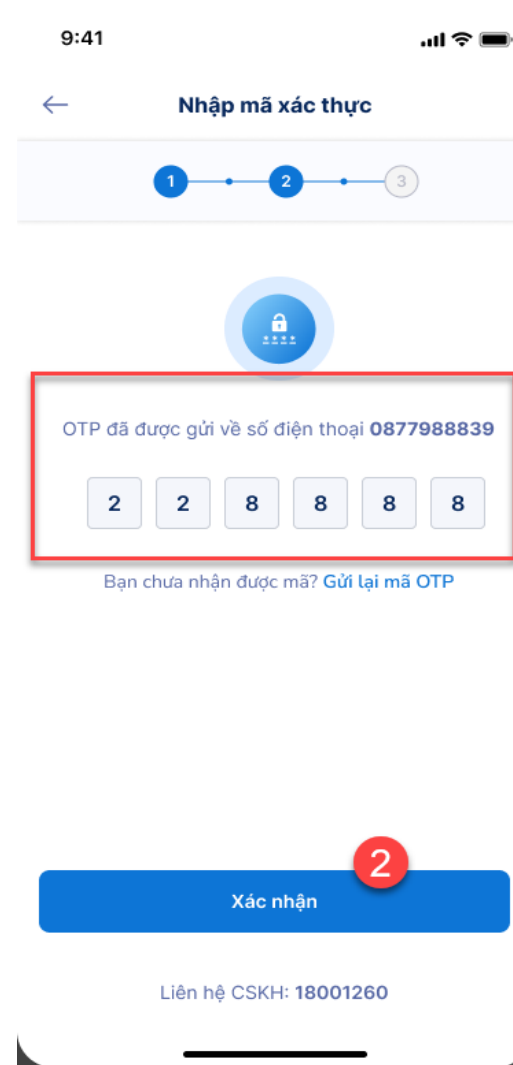 9:41
Nhập mã xác thực
1 2 3
OTP đã được gửi về số điện thoại 0877988839
2 2 8 8 8 8
Bạn chưa nhận được mã? Gửi lại mã OTP
2
Xác nhận
Liên hệ CSKH: 18001260